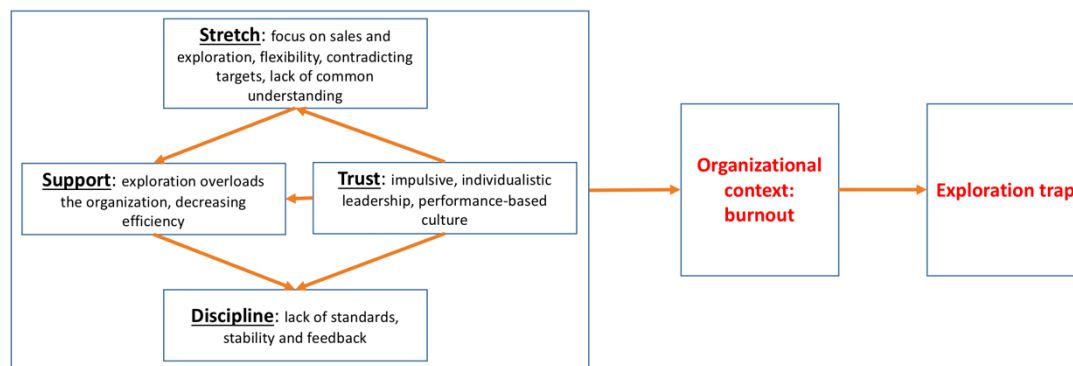 Stretch: focus on sales and
exploration, flexibility, contradicting
targets, lack of common
understanding
Support: exploration overloads
the organization, decreasing
efficiency
Trust: impulsive, individualistic
leadership, performance-based
culture
Discipline: lack of standards,
stability and feedback
Organizational
context:
burnout
Exploration trap